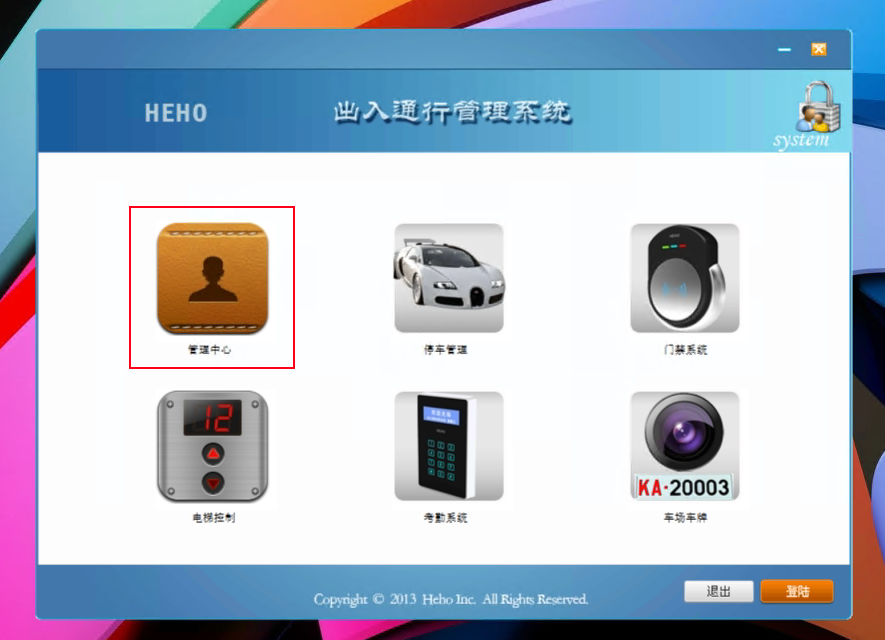 HEHO
出入通行管理系统
system
管理中心
停车管理
门禁系统
12
KA·20003
电梯控制
考勤系统
车场车牌
Copyright © 2013 Heho Inc. All Rights Reserved.
退出
登陆